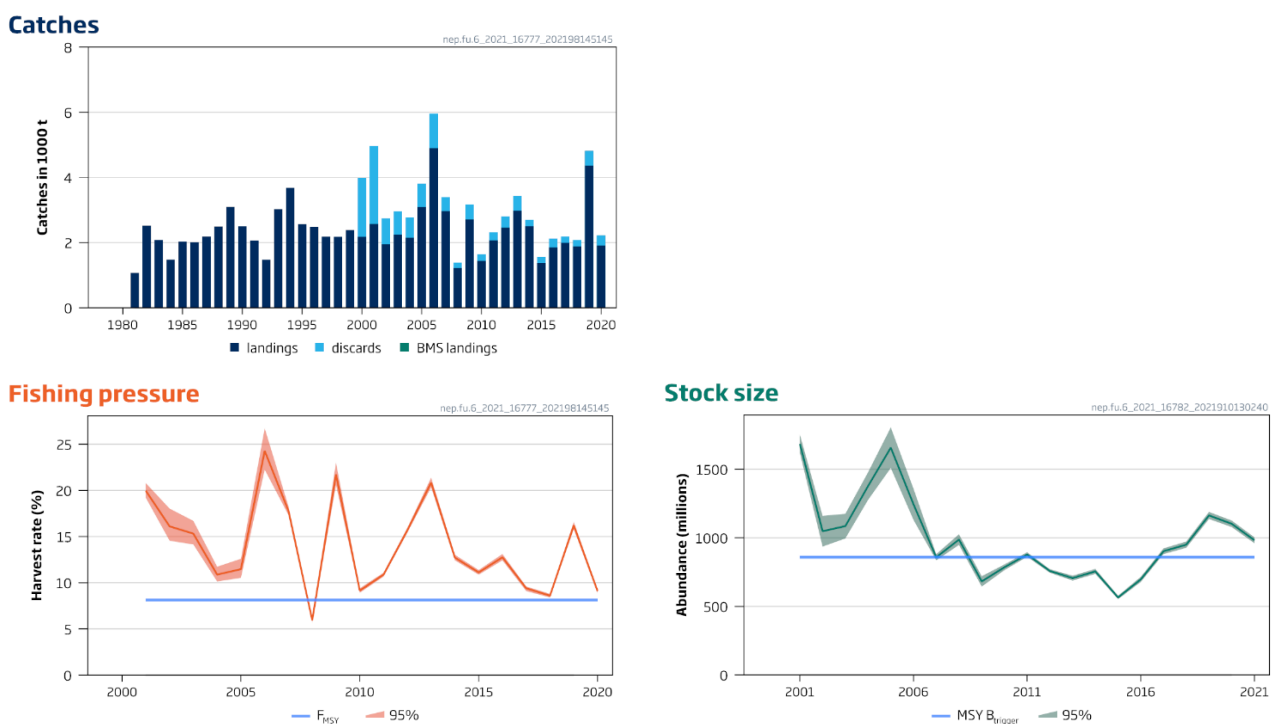 Catches
nep.fu.6_2021_16777_202198145145
8
6
4
2
0
Catches in 1000 t
1980 1985 1990 1995 2000 2005 2010 2015 2020
landings discards BMS landings
Fishing pressure
nep.fu.6_2021_16777_202198145145
25
20
15
10
5
0
Harvest rate (%)
2000 2005 2010 2015 2020
FMSY 95%
Stock size
nep.fu.6_2021_16782_2021910130240
1500
1000
500
0
Abundance (millions)
2001 2006 2011 2016 2021
MSY Btrigger 95%